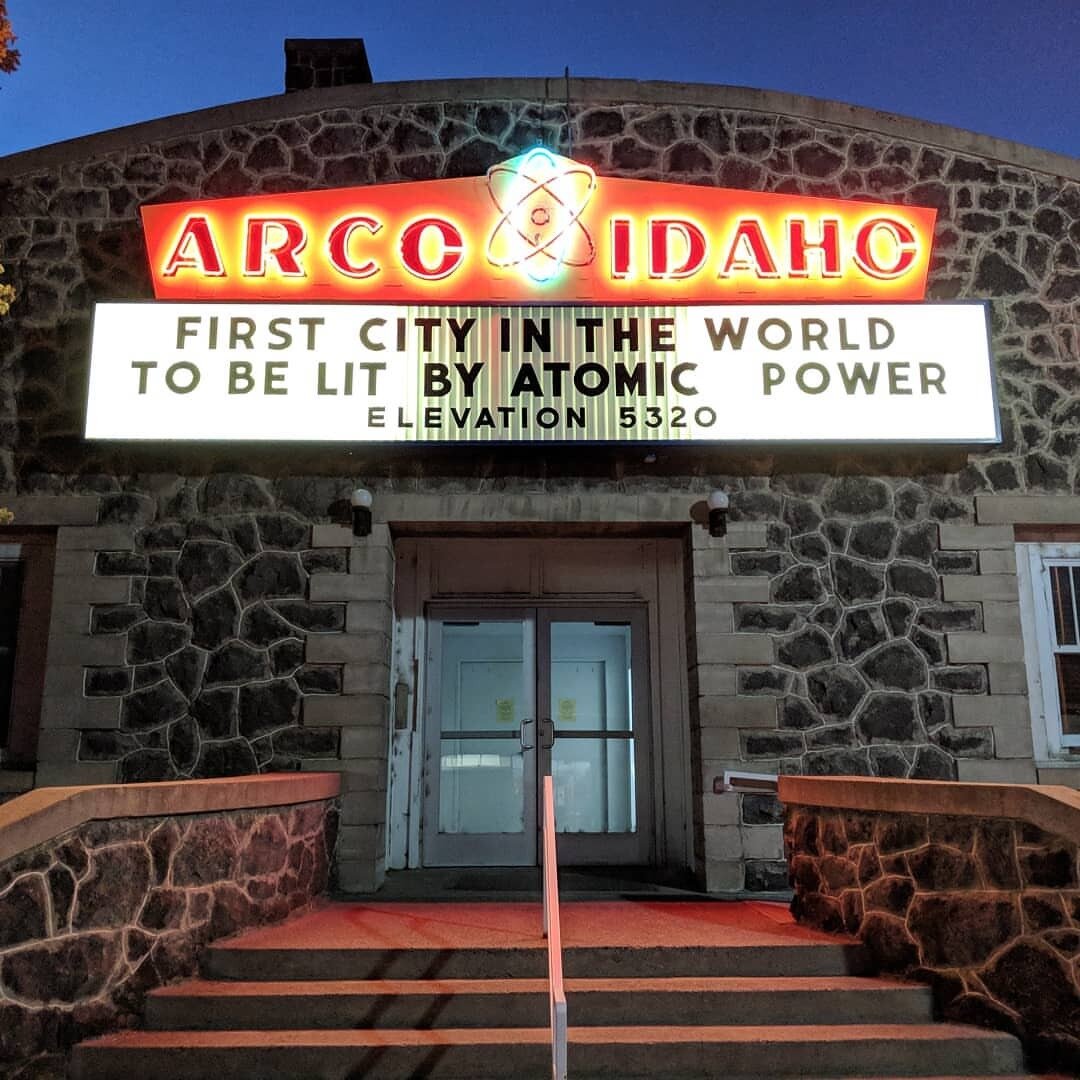 ARCO IDAHO
FIRST CITY IN THE WORLD
TO BE LIT BY ATOMIC POWER
ELEVATION 5320